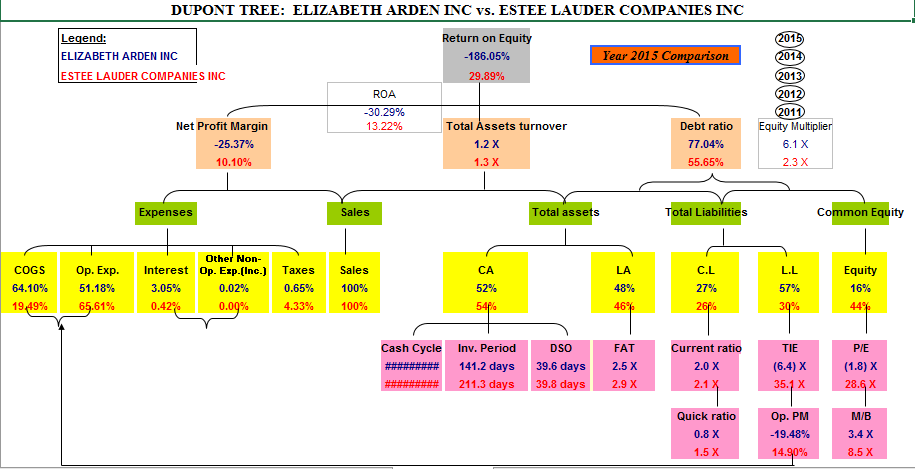 DUPONT TREE: ELIZABETH ARDEN INC vs. ESTEE LAUDER COMPANIES INC
Legend:
ELIZABETH ARDEN INC
ESTEE LAUDER COMPANIES INC
Return on Equity
-186.05%
29.89%
Year 2015 Comparison
2015
2014
2013
2012
2011
ROA
-30.29%
13.22%
Net Profit Margin
-25.37%
10.10%
Total Assets turnover
1.2 X
1.3 X
Debt ratio
77.04%
55.65%
Equity Multiplier
6.1 X
2.3 X
Expenses
Sales
Total assets
Total Liabilities
Common Equity
COGS
64.10%
19.49%
Op. Exp.
51.18%
65.61%
Interest
3.05%
0.42%
Other Non-
Op. Exp.(Inc.)
0.02%
0.00%
Taxes
0.65%
4.33%
Sales
100%
100%
CA
52%
54%
LA
48%
46%
C.L
27%
26%
L.L
57%
30%
Equity
16%
44%
Cash Cycle
#########
#########
Inv. Period
141.2 days
211.3 days
DSO
39.6 days
39.8 days
FAT
2.5 X
2.9 X
Current ratio
2.0 X
2.1 X
TIE
(6.4) X
35.1 X
P/E
(1.8) X
28.6 X
Quick ratio
0.8 X
1.5 X
Op. PM
-19.48%
14.90%
M/B
3.4 X
8.5 X